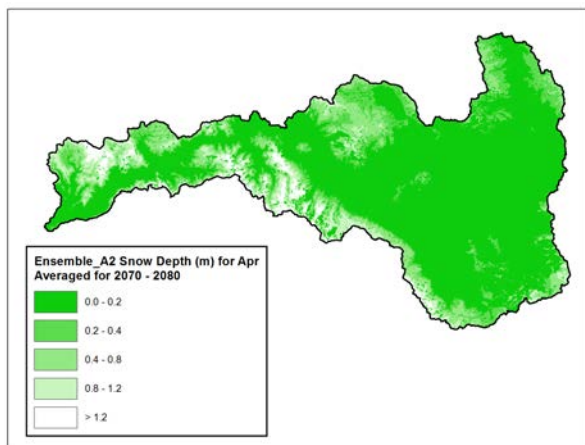 Ensemble_A2 Snow Depth (m) for Apr
Averaged for 2070 - 2080
0.0 - 0.2
0.2 - 0.4
0.4 - 0.8
0.8 - 1.2
> 1.2